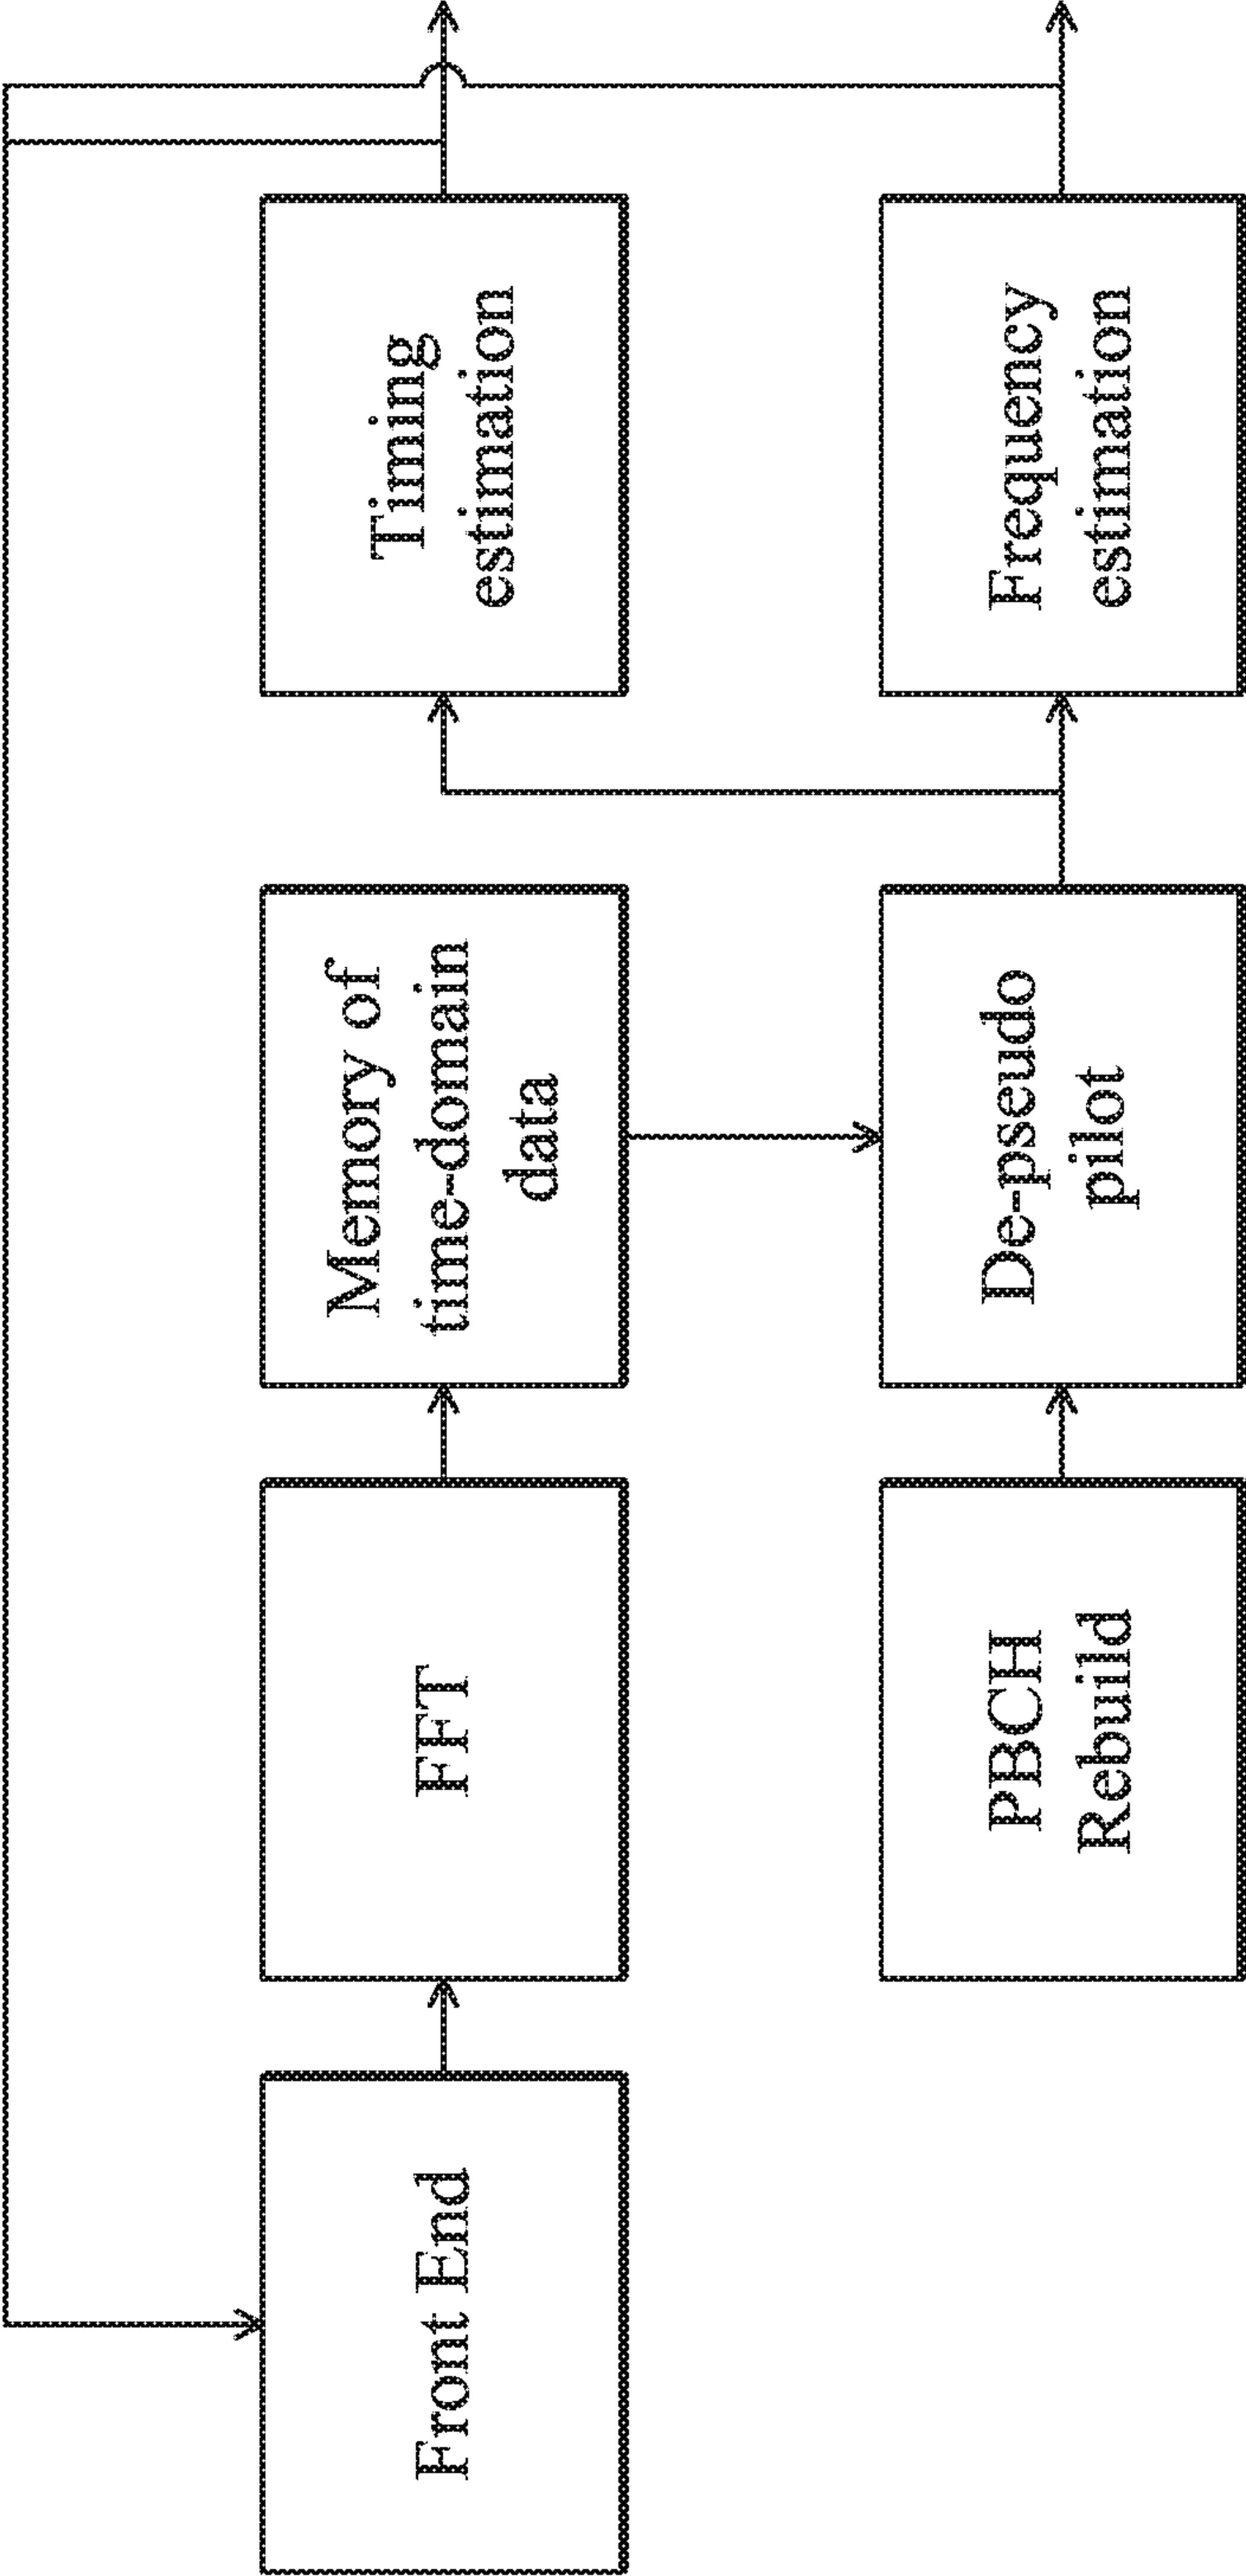 Front End
FFT
Memory of
time-domain
data
Timing
estimation
PBCH
Rebuild
De-pseudo
pilot
Frequency
estimation